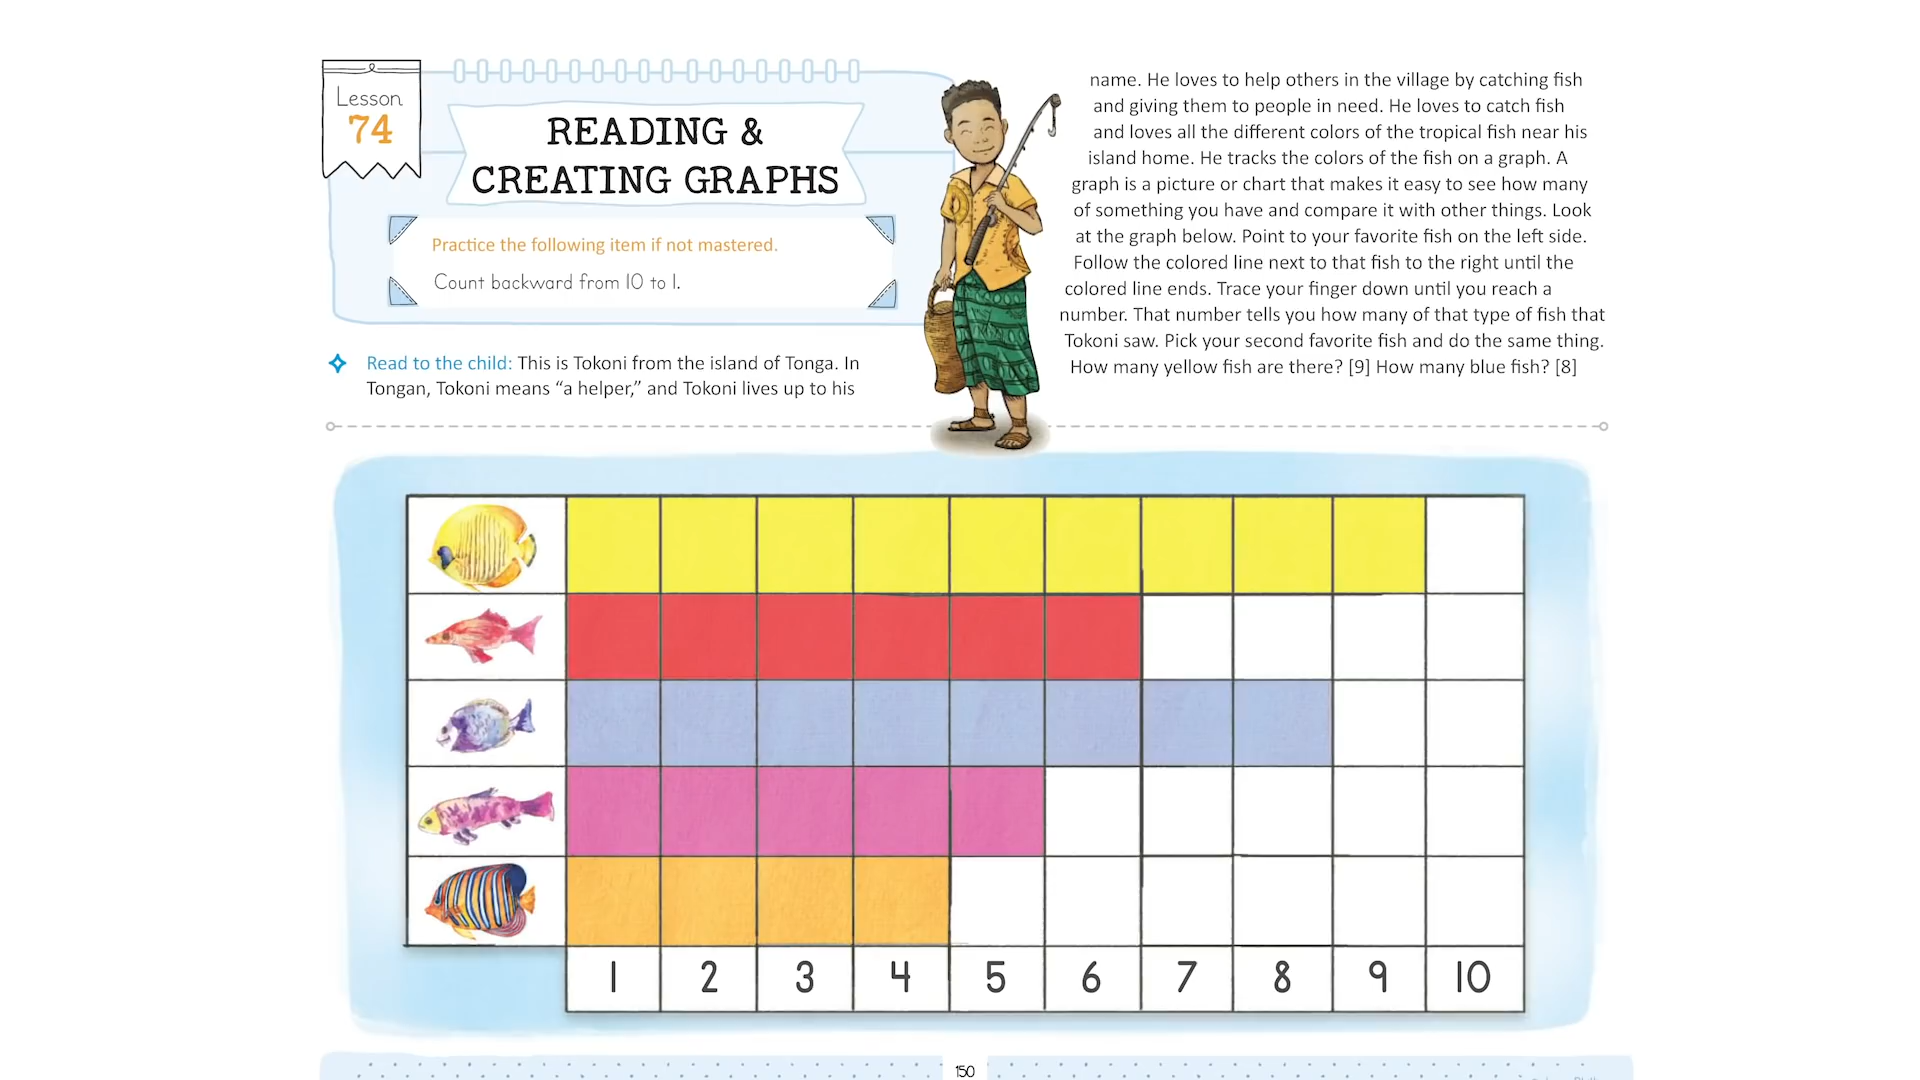 Lesson
74
READING &
CREATING GRAPHS
Practice the following item if not mastered.
Count backward from 10 to 1.
Read to the child: This is Tokoni from the island of Tonga. In
Tongan, Tokoni means “a helper,” and Tokoni lives up to his
name. He loves to help others in the village by catching fish
and giving them to people in need. He loves to catch fish
and loves all the different colors of the tropical fish near his
island home. He tracks the colors of the fish on a graph. A
graph is a picture or chart that makes it easy to see how many
of something you have and compare it with other things. Look
at the graph below. Point to your favorite fish on the left side.
Follow the colored line next to that fish to the right until the
colored line ends. Trace your finger down until you reach a
number. That number tells you how many of that type of fish that
Tokoni saw. Pick your second favorite fish and do the same thing.
How many yellow fish are there? [9] How many blue fish? [8]
1 2 3 4 5 6 7 8 9 10
150